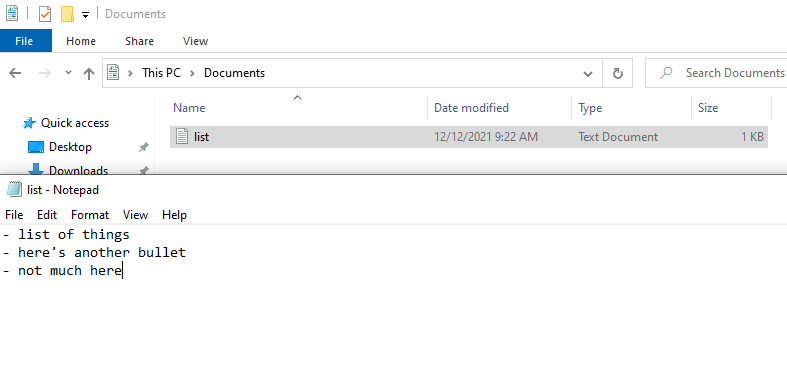 Documents
File Home Share View
This PC Documents Search Documents
Name Date modified Type Size
Quick access
list 12/12/2021 9:22 AM Text Document 1 KB
Desktop
Downloads
list - Notepad
File Edit Format View Help
- list of things
- here's another bullet
- not much here